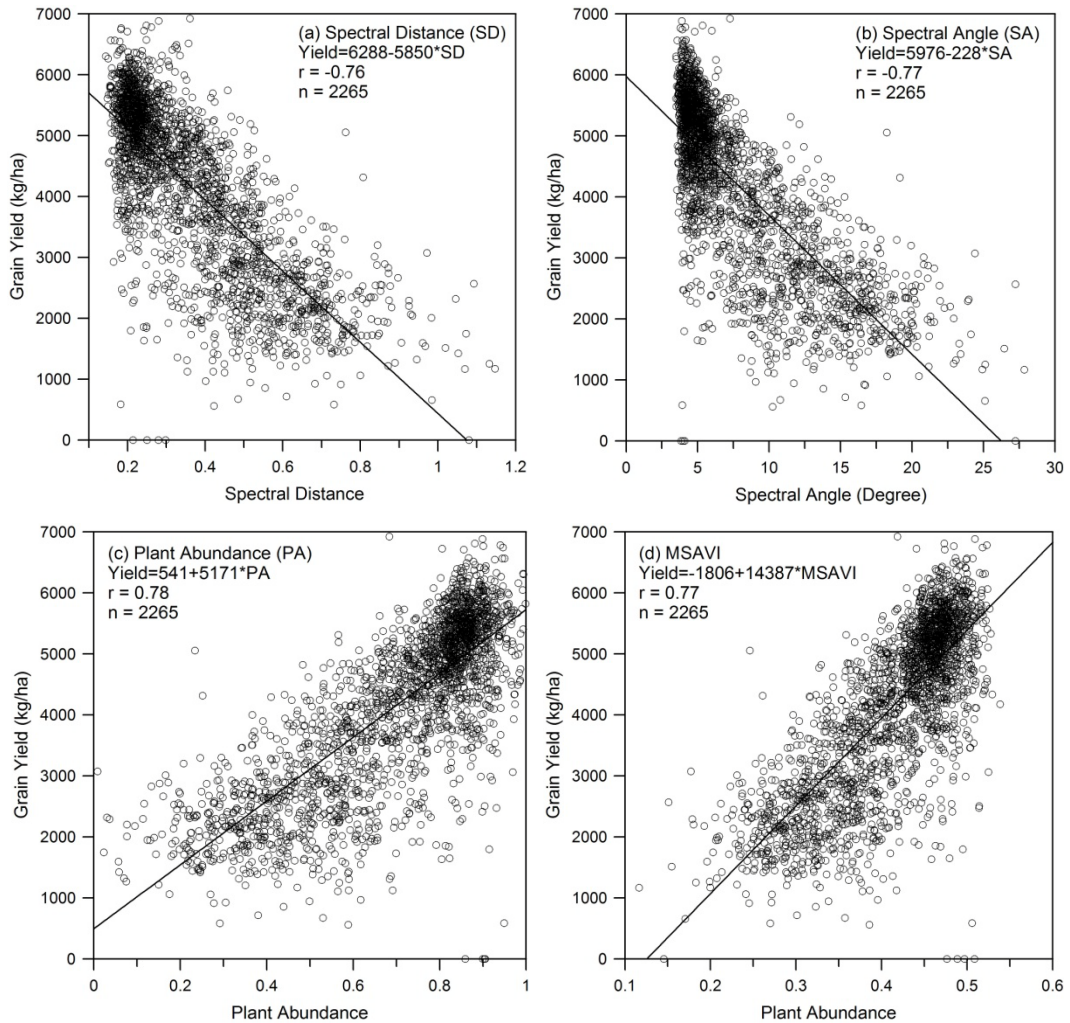 7000
6000
5000
4000
3000
2000
1000
0
Grain Yield (kg/ha)
(a) Spectral Distance (SD)
Yield=6288-5850*SD
r = -0.76
n = 2265
0.2 0.4 0.6 0.8 1 1.2
Spectral Distance
7000
6000
5000
4000
3000
2000
1000
0
Grain Yield (kg/ha)
(b) Spectral Angle (SA)
Yield=5976-228*SA
r = -0.77
n = 2265
0 5 10 15 20 25 30
Spectral Angle (Degree)
7000
6000
5000
4000
3000
2000
1000
0
Grain Yield (kg/ha)
(c) Plant Abundance (PA)
Yield=541+5171*PA
r = 0.78
n = 2265
0 0.2 0.4 0.6 0.8 1
Plant Abundance
7000
6000
5000
4000
3000
2000
1000
0
Grain Yield (kg/ha)
(d) MSAVI
Yield=-1806+14387*MSAVI
r = 0.77
n = 2265
0.1 0.2 0.3 0.4 0.5 0.6
Plant Abundance